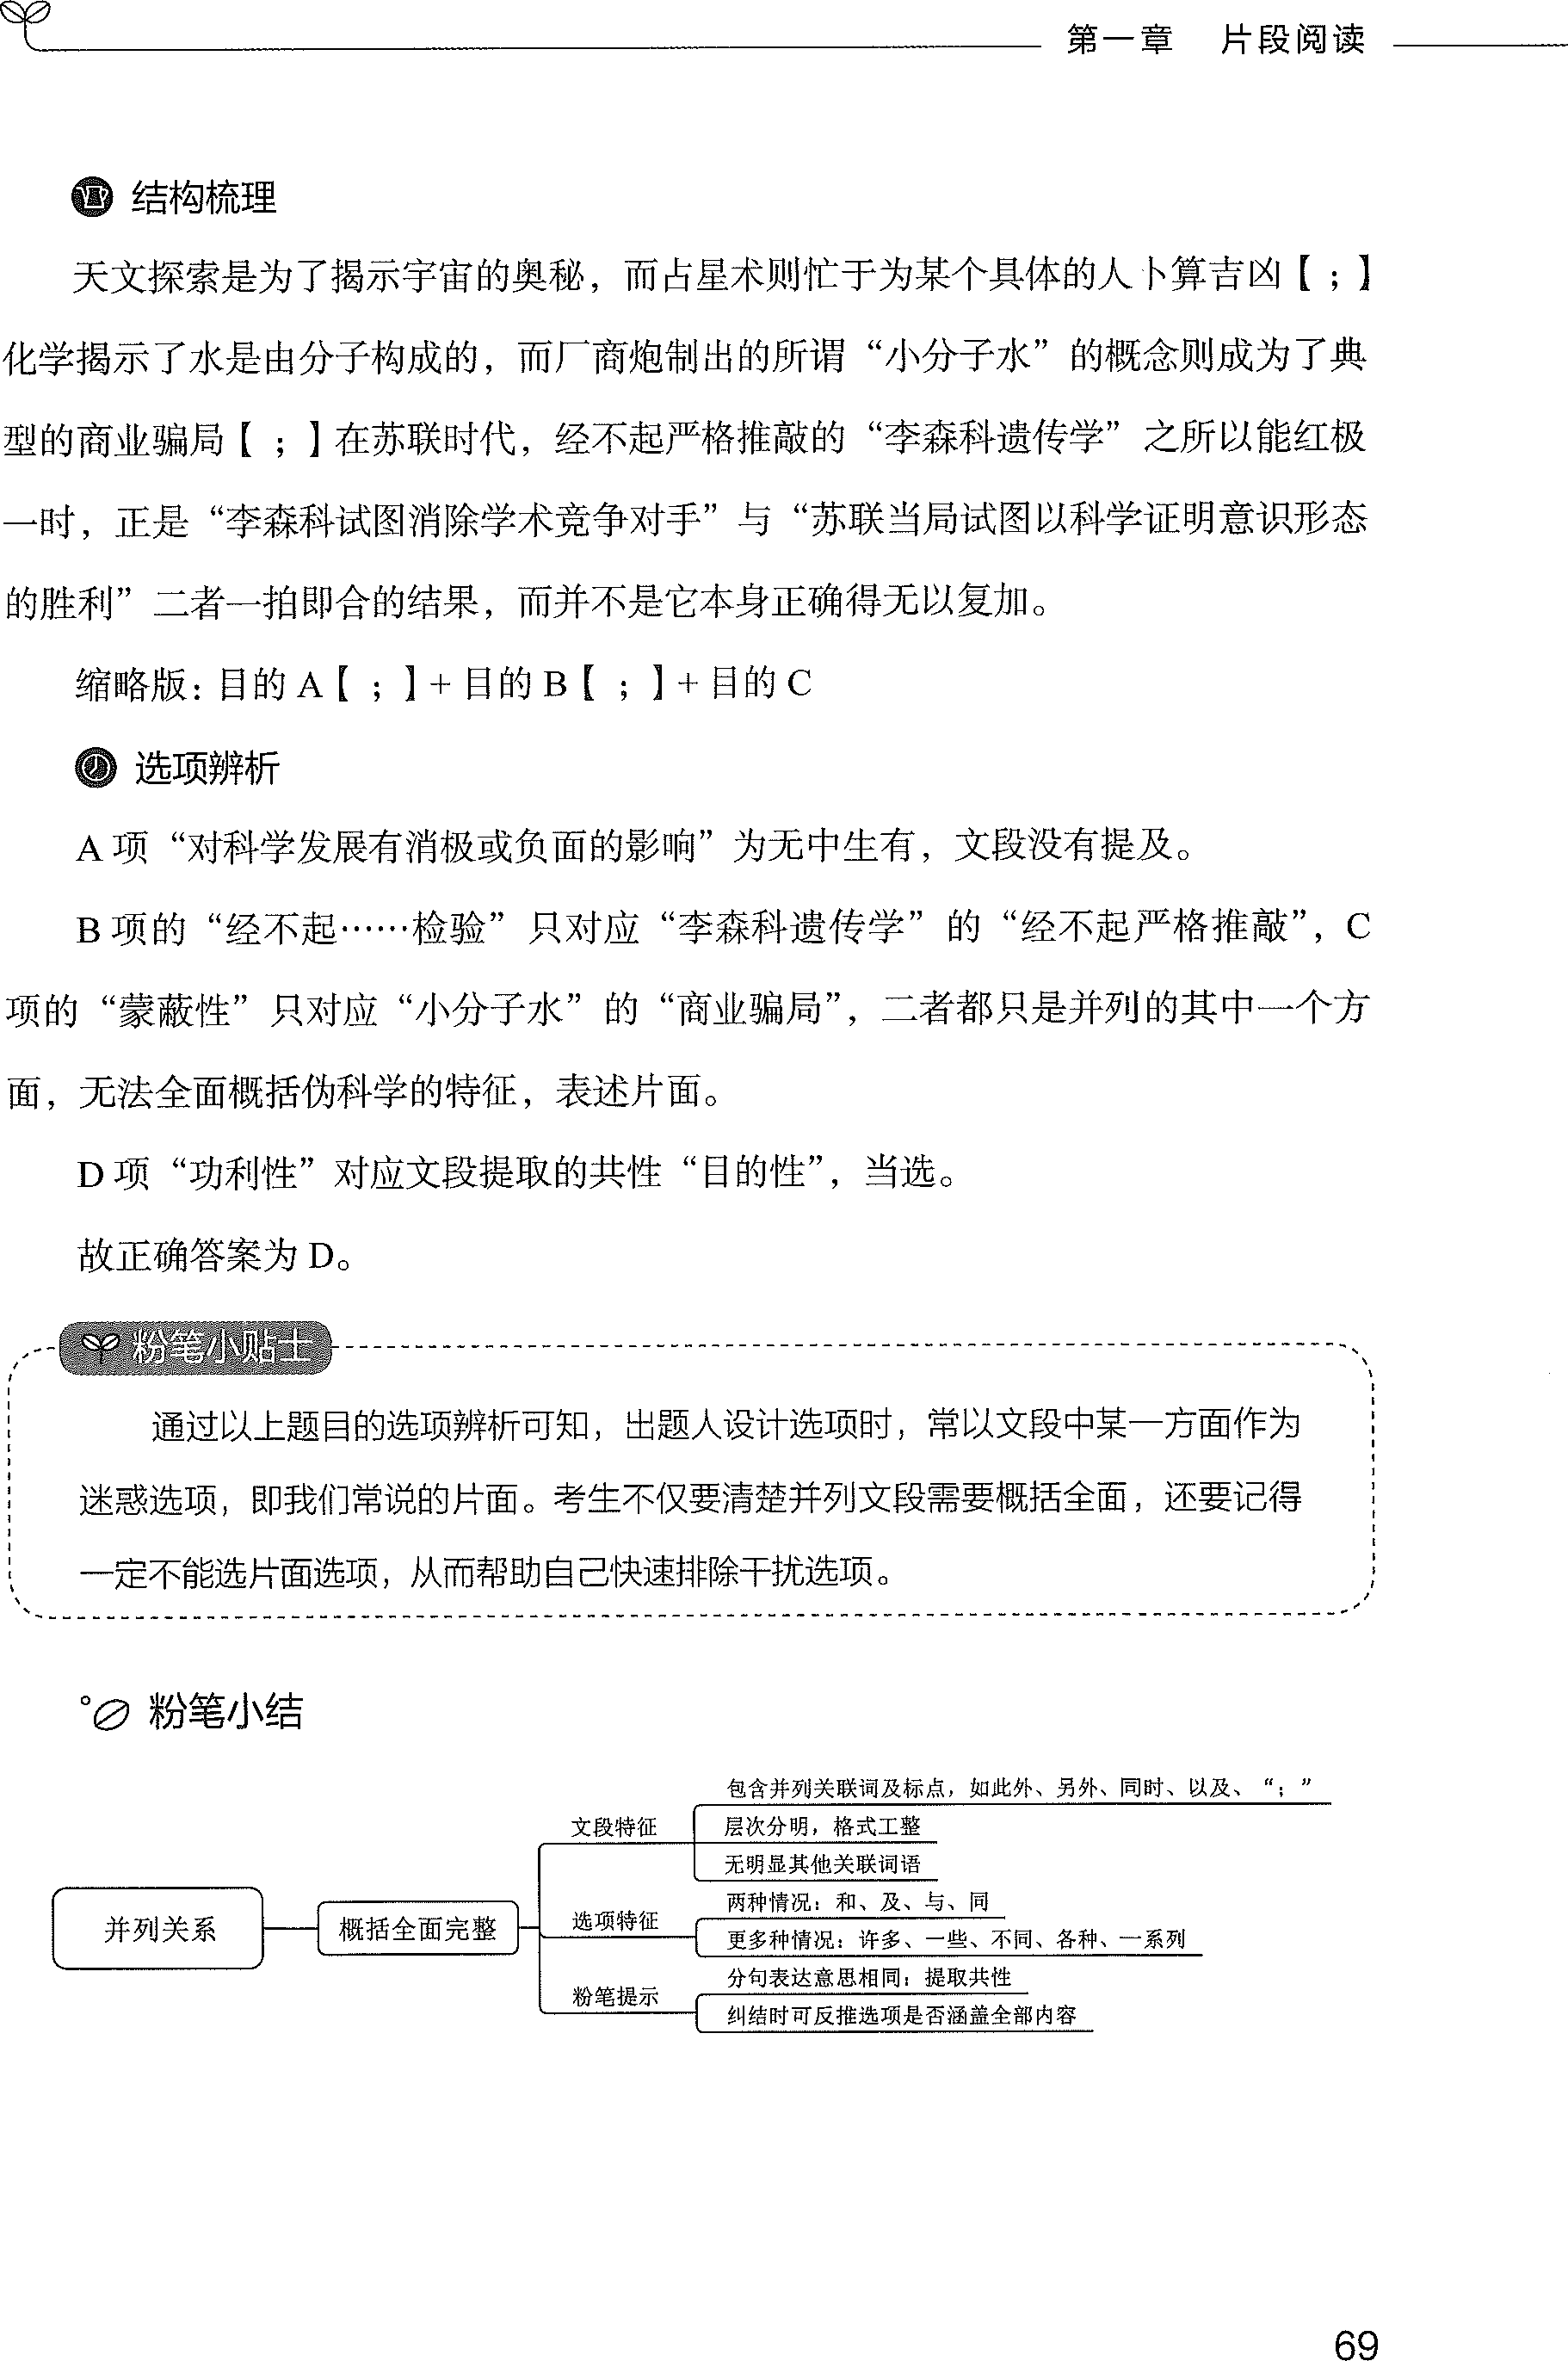 第一章 片段阅读
结构梳理
天文探索是为了揭示宇宙的奥秘，而占星术则忙于为某个具体的人卜算吉凶【；】
化学揭示了水是由分子构成的，而厂商炮制出的所谓“小分子水”的概念则成为了典
型的商业骗局【；】在苏联时代，经不起严格推敲的“李森科遗传学”之所以能红极
一时，正是“李森科试图消除学术竞争对手”与“苏联当局试图以科学证明意识形态
的胜利”二者一拍即合的结果，而并不是它本身正确得无以复加。
缩略版：目的 A【；】+ 目的 B【；】+ 目的 C
选项辨析
A 项“对科学发展有消极或负面的影响”为无中生有，文段没有提及。
B 项的“经不起……检验”只对应“李森科遗传学”的“经不起严格推敲”，C
项的“蒙蔽性”只对应“小分子水”的“商业骗局”，二者都只是并列的其中一个方
面，无法全面概括伪科学的特征，表述片面。
D 项“功利性”对应文段提取的共性“目的性”，当选。
故正确答案为 D。
粉笔小贴士
通过以上题目的选项辨析可知，出题人设计选项时，常以文段中某一方面作为
迷惑选项，即我们常说的片面。考生不仅要清楚并列文段需要概括全面，还要记得
一定不能选片面选项，从而帮助自己快速排除干扰选项。
粉笔小结
并列关系
概括全面完整
文段特征
包含并列关联词及标点，如此外、另外、同时、以及、“；”
层次分明，格式工整
无明显其他关联词语
选项特征
两种情况：和、及、与、同
更多种情况：许多、一些、不同、各种、一系列
粉笔提示
分句表达意思相同：提取共性
纠结时可反推选项是否涵盖全部内容
69